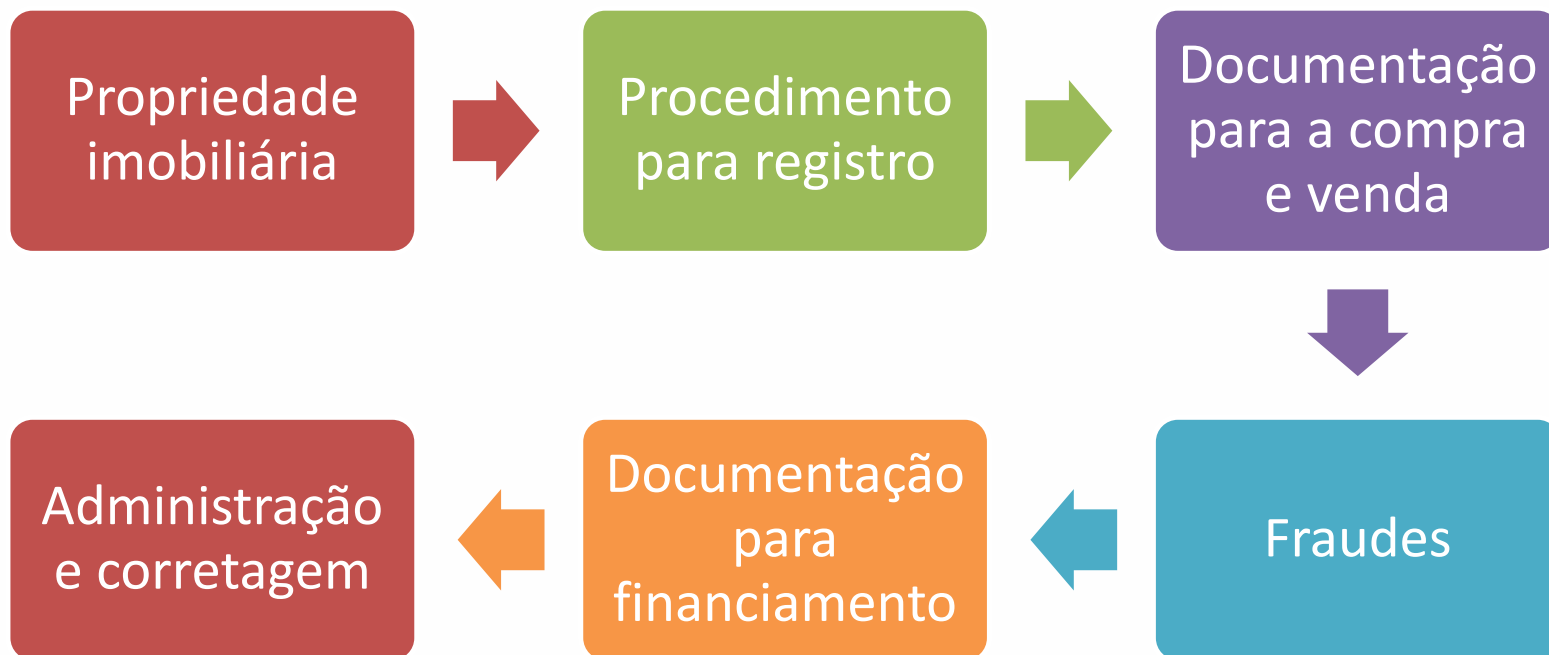 Propriedade
imobiliária
Procedimento
para registro
Documentação
para a compra
e venda
Fraudes
Documentação
para
financiamento
Administração
e corretagem